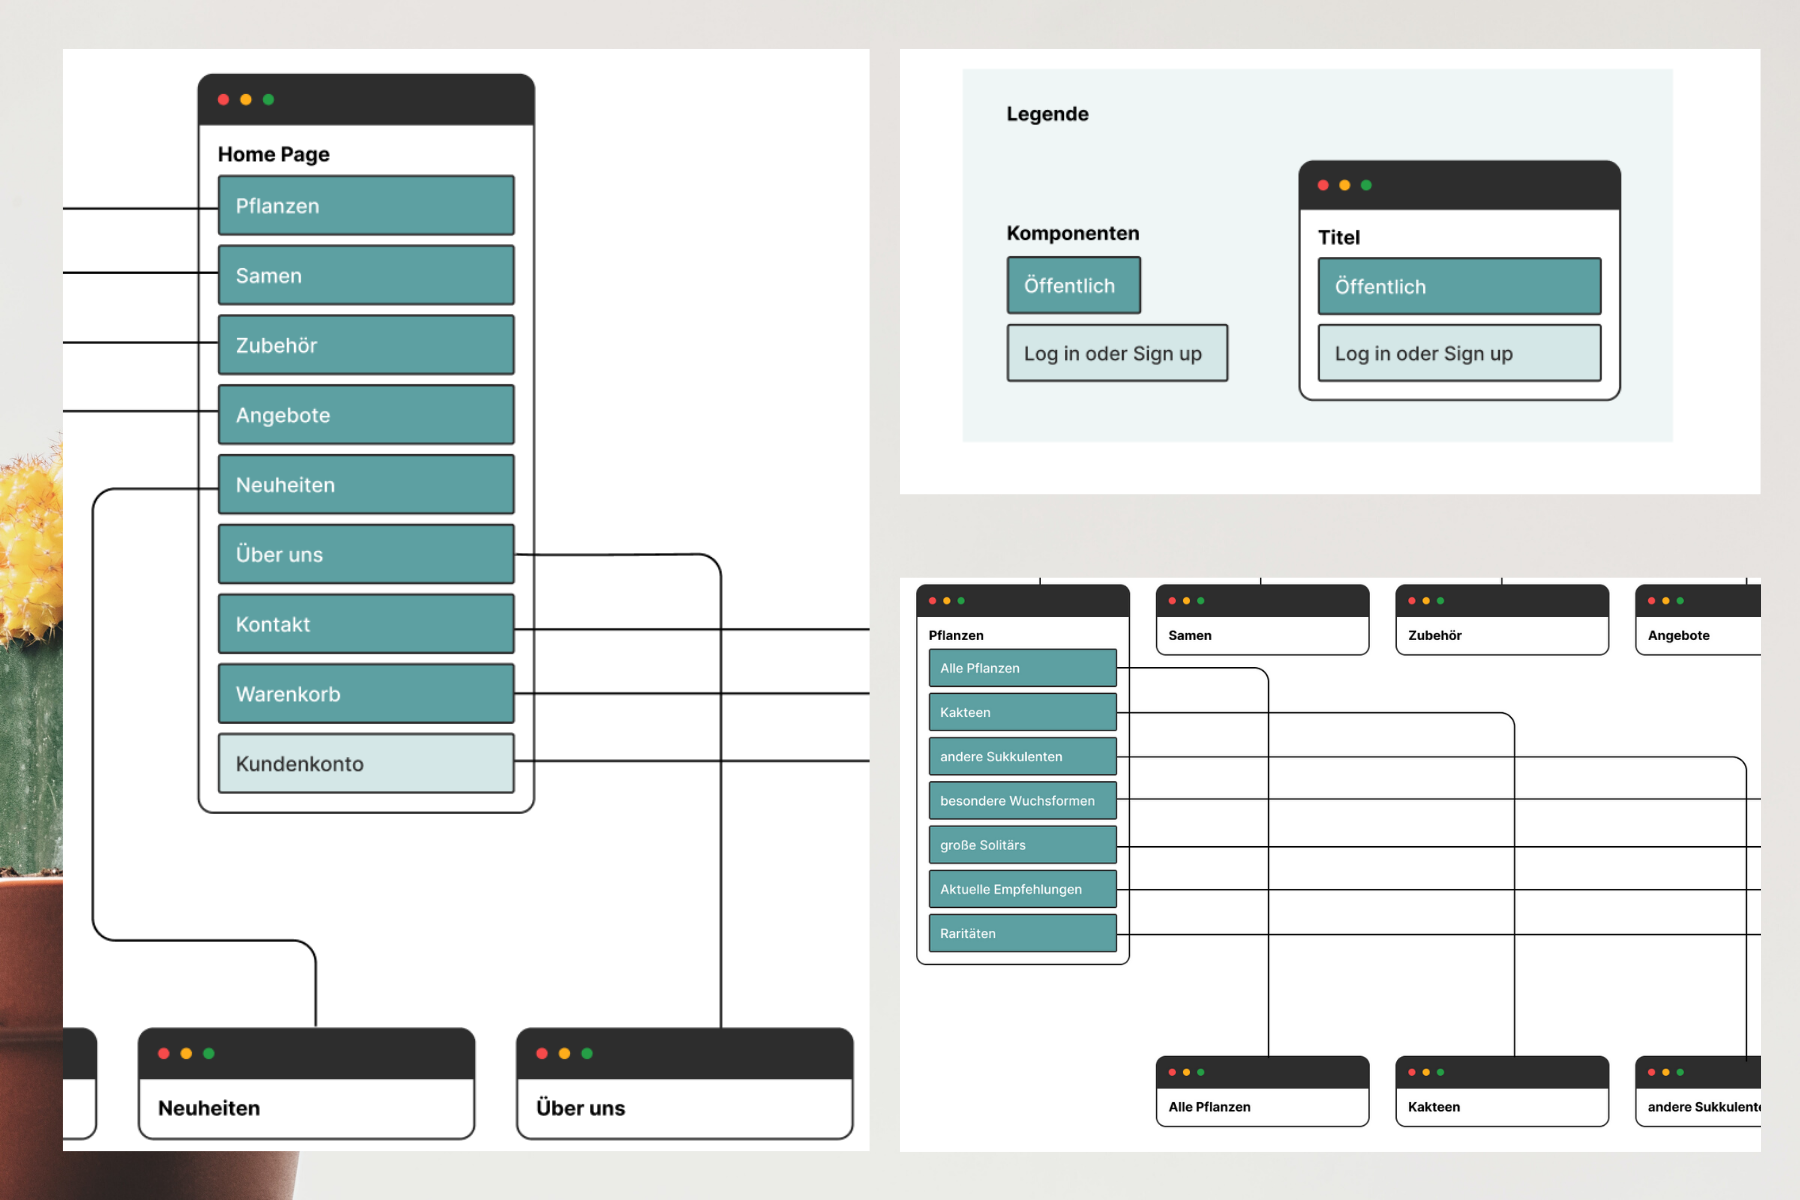 Home Page
Pflanzen
Samen
Zubehör
Angebote
Neuheiten
Über uns
Kontakt
Warenkorb
Kundenkonto
Neuheiten
Über uns
Legende
Komponenten
Öffentlich
Log in oder Sign up
Titel
Öffentlich
Log in oder Sign up
Pflanzen
Alle Pflanzen
Kakteen
andere Sukkulenten
besondere Wuchsformen
große Solitärs
Aktuelle Empfehlungen
Raritäten
Samen
Zubehör
Angebote
Alle Pflanzen
Kakteen
andere Sukkulente